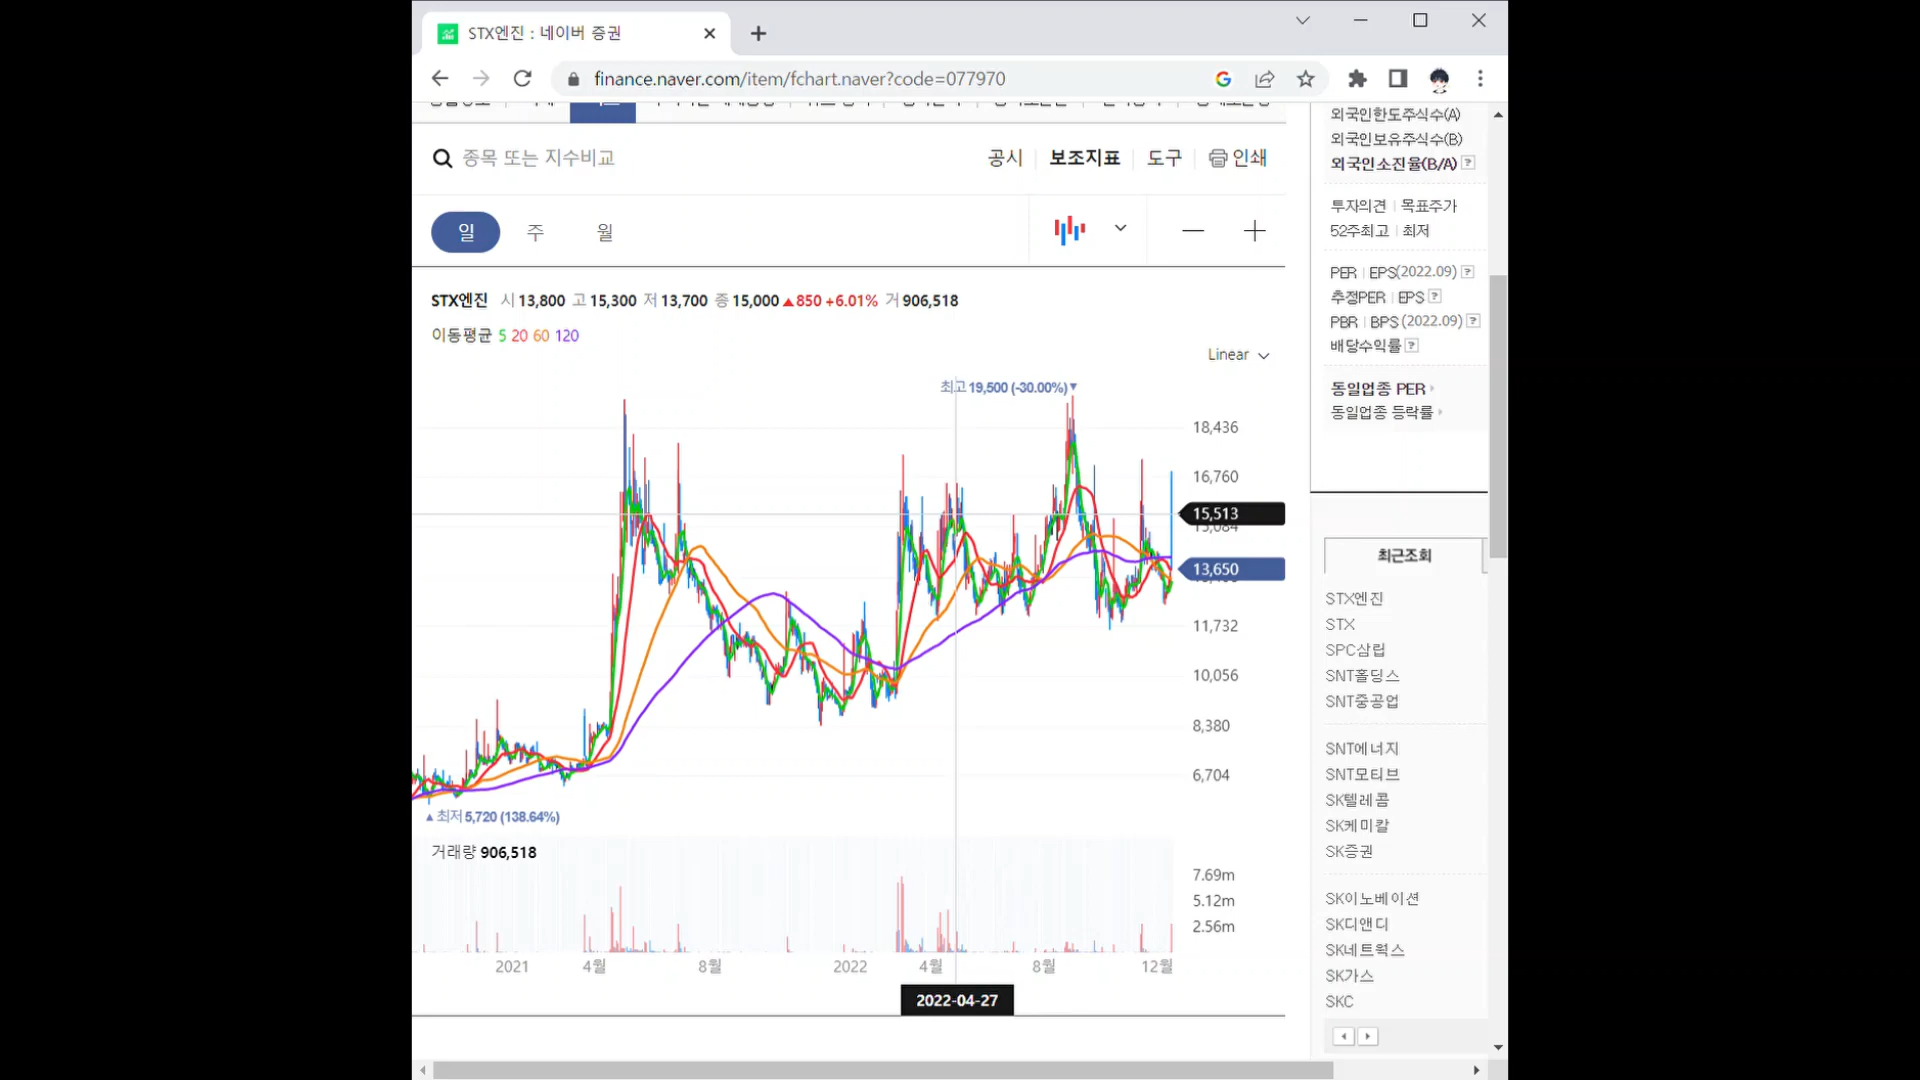 STX엔진 : 네이버 증권
finance.naver.com/item/fchart.naver?code=077970
종목 또는 지수비교
공시 보조지표 도구 인쇄
일 주 월
STX엔진 시 13,800 고 15,300 저 13,700 종 15,000 ▲850 +6.01% 거 906,518
이동평균 5 20 60 120
Linear
최고 19,500 (-30.00%)▼
18,436
16,760
15,513
15,084
13,650
11,732
10,056
8,380
6,704
▲최저 5,720 (138.64%)
거래량 906,518
7.69m
5.12m
2.56m
2021 4월 8월 2022 4월 8월 12월
2022-04-27
외국인한도주식수(A)
외국인보유주식수(B)
외국인소진율(B/A) ?
투자의견 | 목표주가
52주최고 | 최저
PER | EPS(2022.09) ?
추정PER | EPS ?
PBR | BPS (2022.09) ?
배당수익률 ?
동일업종 PER
동일업종 등락률
최근조회
STX엔진
STX
SPC삼립
SNT홀딩스
SNT중공업
SNT에너지
SNT모티브
SK텔레콤
SK케미칼
SK증권
SK이노베이션
SK디앤디
SK네트웍스
SK가스
SKC